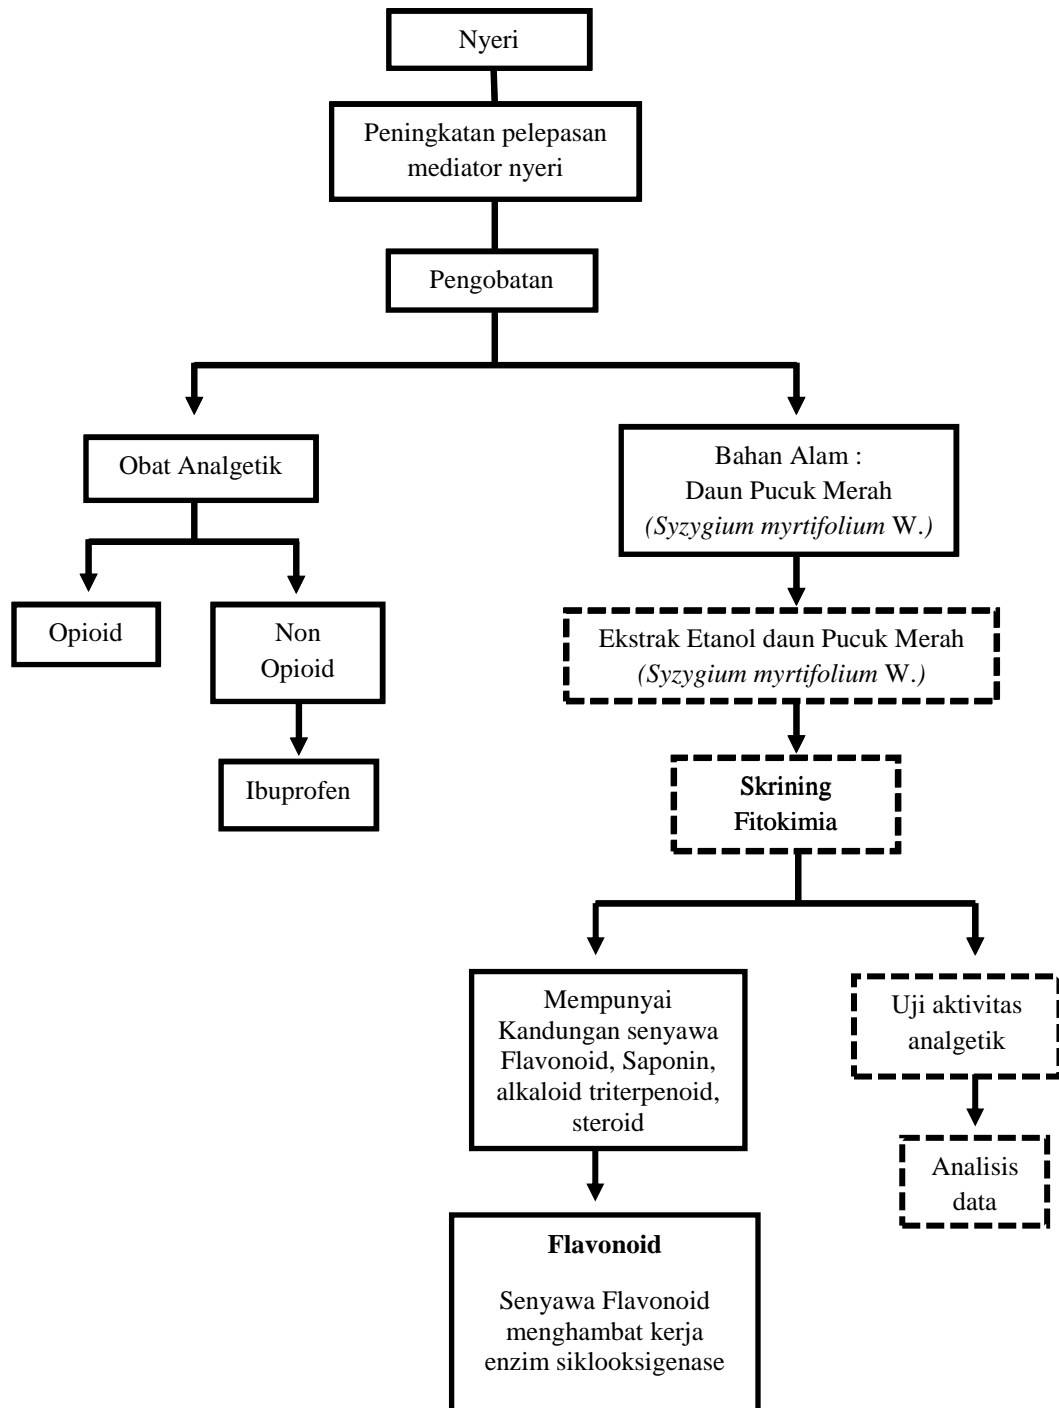 Nyeri
Peningkatan pelepasan
mediator nyeri
Pengobatan
Obat Analgetik
Bahan Alam :
Daun Pucuk Merah
(Syzygium myrtifolium W.)
Opioid
Non
Opioid
Ekstrak Etanol daun Pucuk Merah
(Syzygium myrtifolium W.)
Ibuprofen
Skrining
Fitokimia
Mempunyai
Kandungan senyawa
Flavonoid, Saponin,
alkaloid triterpenoid,
steroid
Uji aktivitas
analgetik
Analisis
data
Flavonoid
Senyawa Flavonoid
menghambat kerja
enzim siklooksigenase